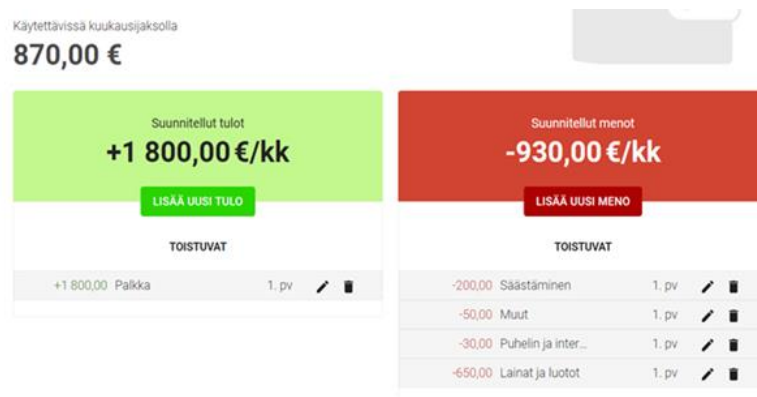 Käytettävissä kuukausijaksolla
870,00 €
Suunnitellut tulot
+1 800,00 €/kk
LISÄÄ UUSI TULO
TOISTUVAT
+1 800,00 Palkka 1. pv
Suunnitellut menot
-930,00 €/kk
LISÄÄ UUSI MENO
TOISTUVAT
-200,00 Säästäminen 1. pv
-50,00 Muut 1. pv
-30,00 Puhelin ja inter... 1. pv
-650,00 Lainat ja luotot 1. pv